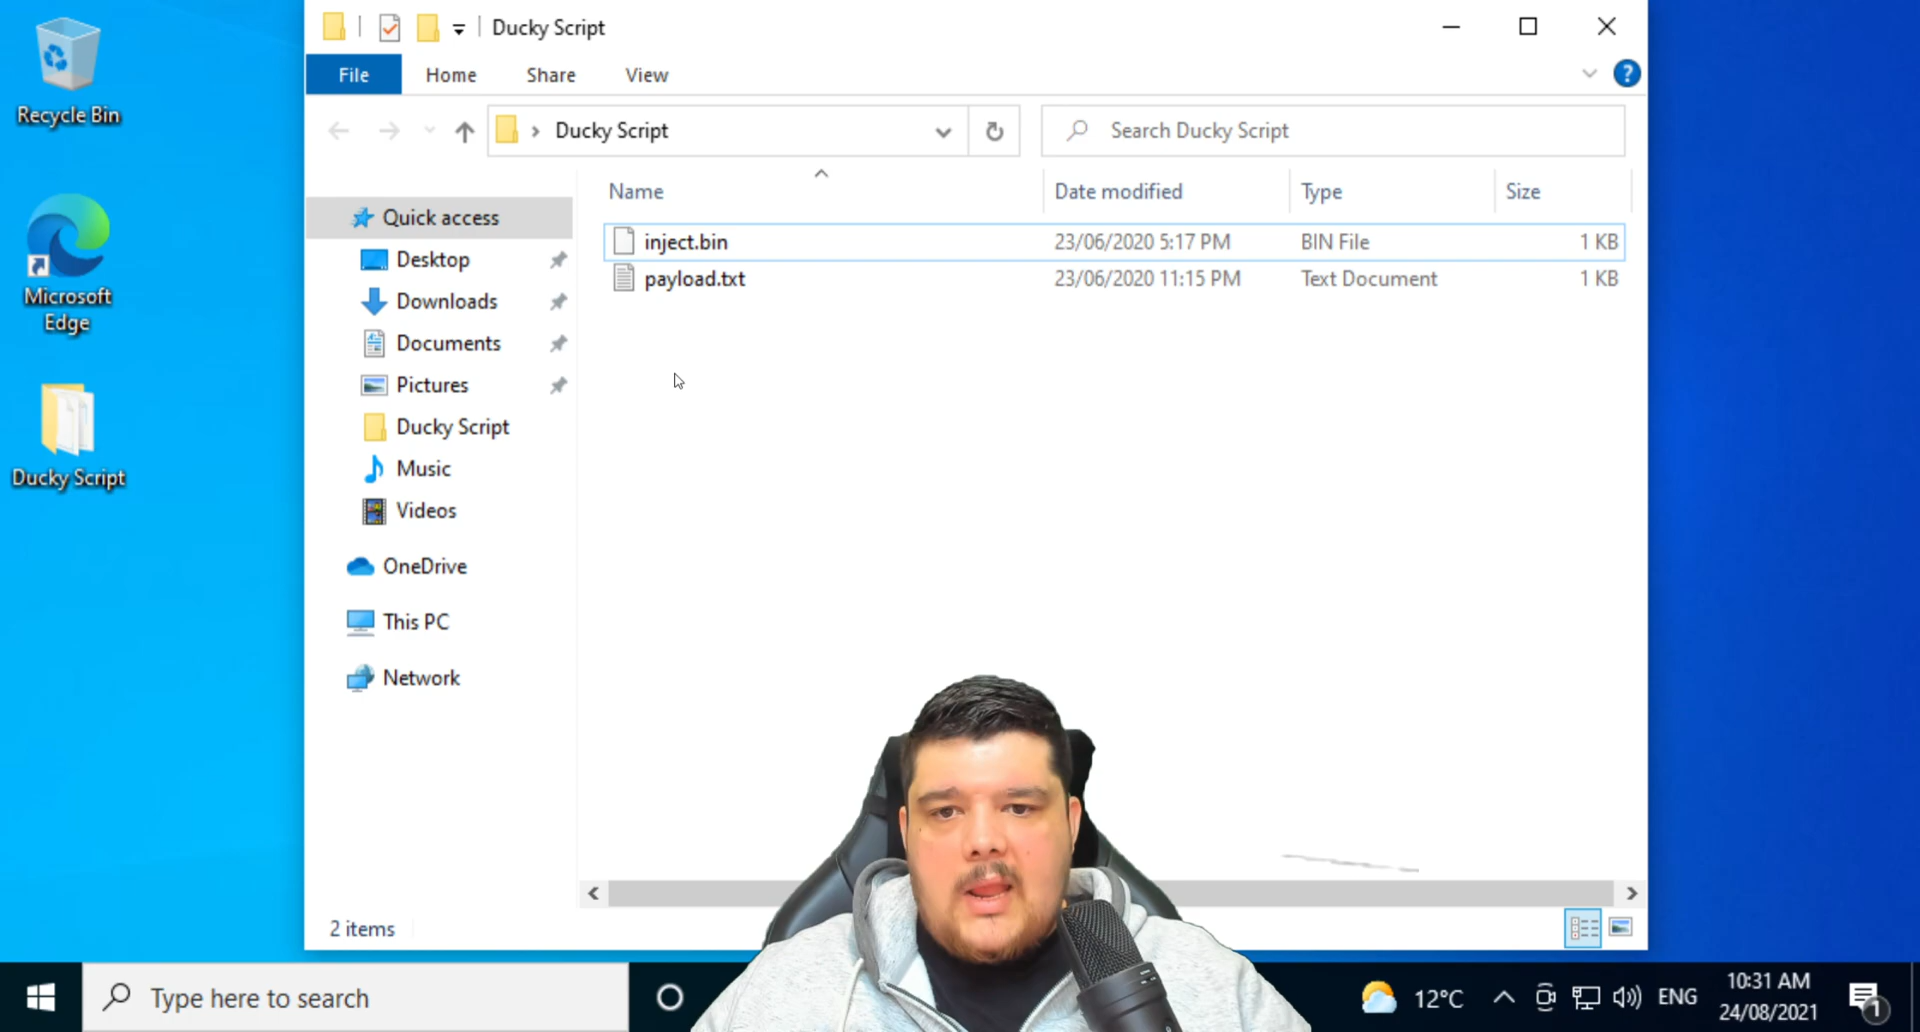 Ducky Script
File Home Share View
Ducky Script
Search Ducky Script
Name Date modified Type Size
inject.bin 23/06/2020 5:17 PM BIN File 1 KB
payload.txt 23/06/2020 11:15 PM Text Document 1 KB
Quick access
Desktop
Downloads
Documents
Pictures
Ducky Script
Music
Videos
OneDrive
This PC
Network
2 items
Recycle Bin
Microsoft
Edge
Ducky Script
Type here to search
12°C
ENG
10:31 AM
24/08/2021
1